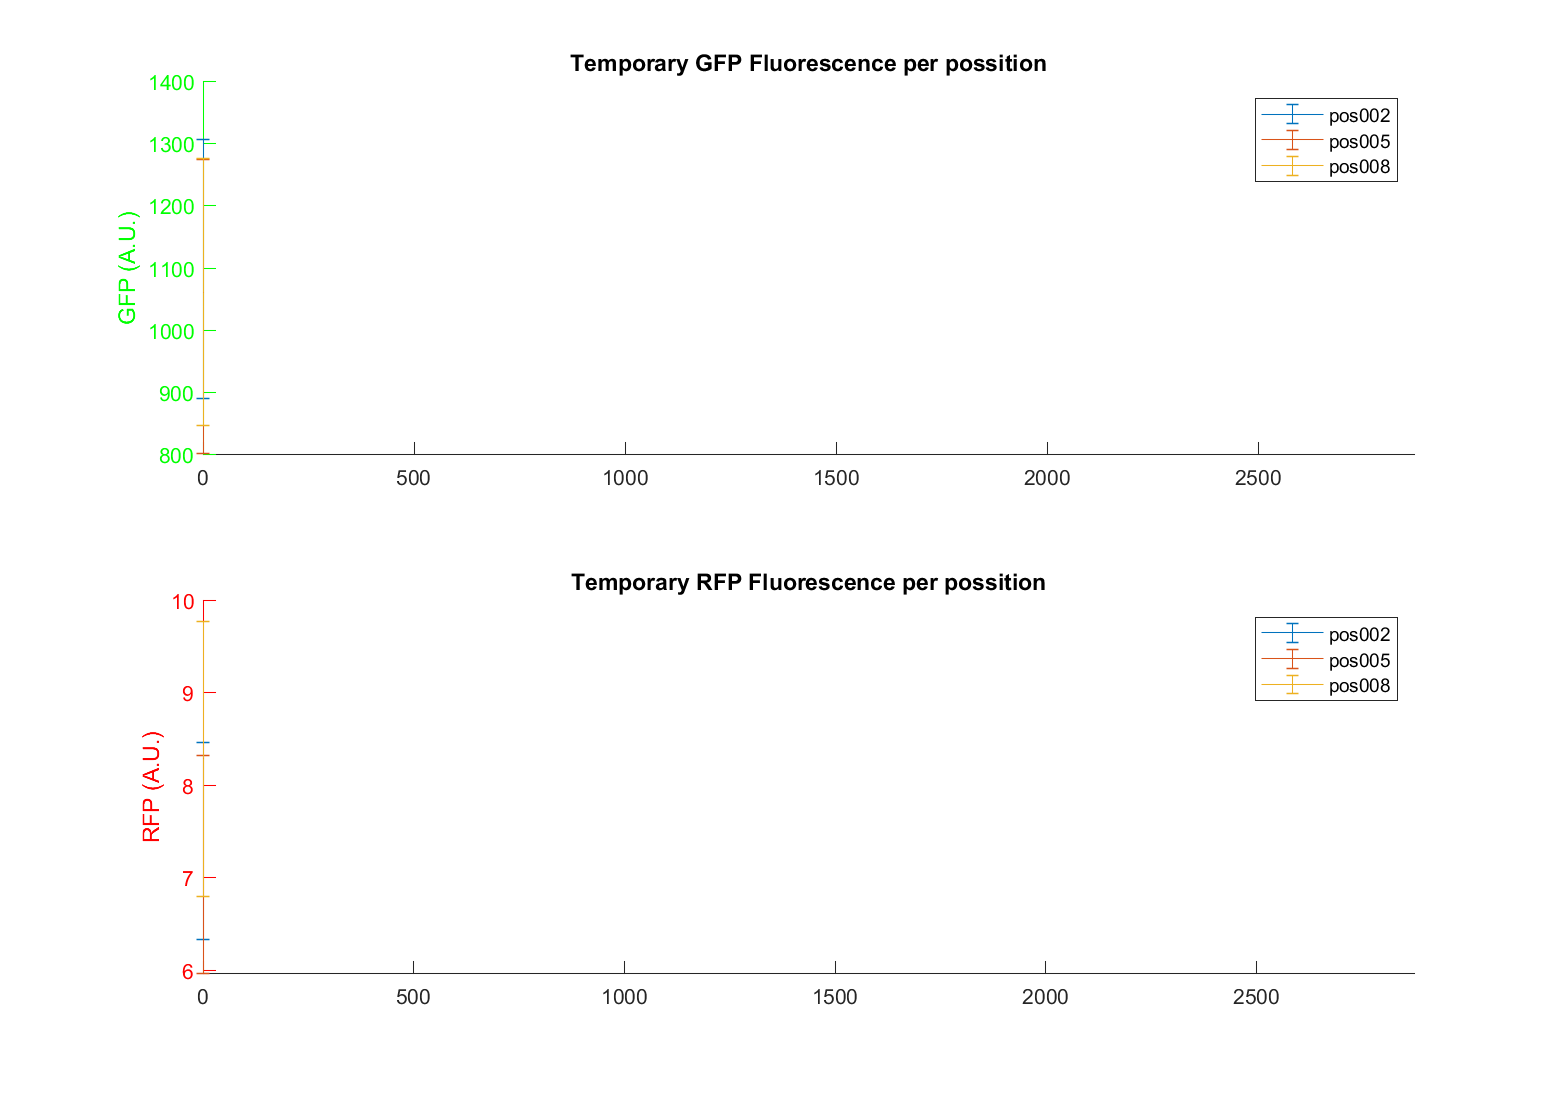 Temporary GFP Fluorescence per possition
1400
1300
1200
1100
1000
900
800
GFP (A.U.)
pos002
pos005
pos008
0 500 1000 1500 2000 2500
Temporary RFP Fluorescence per possition
10
9
8
7
6
RFP (A.U.)
pos002
pos005
pos008
0 500 1000 1500 2000 2500